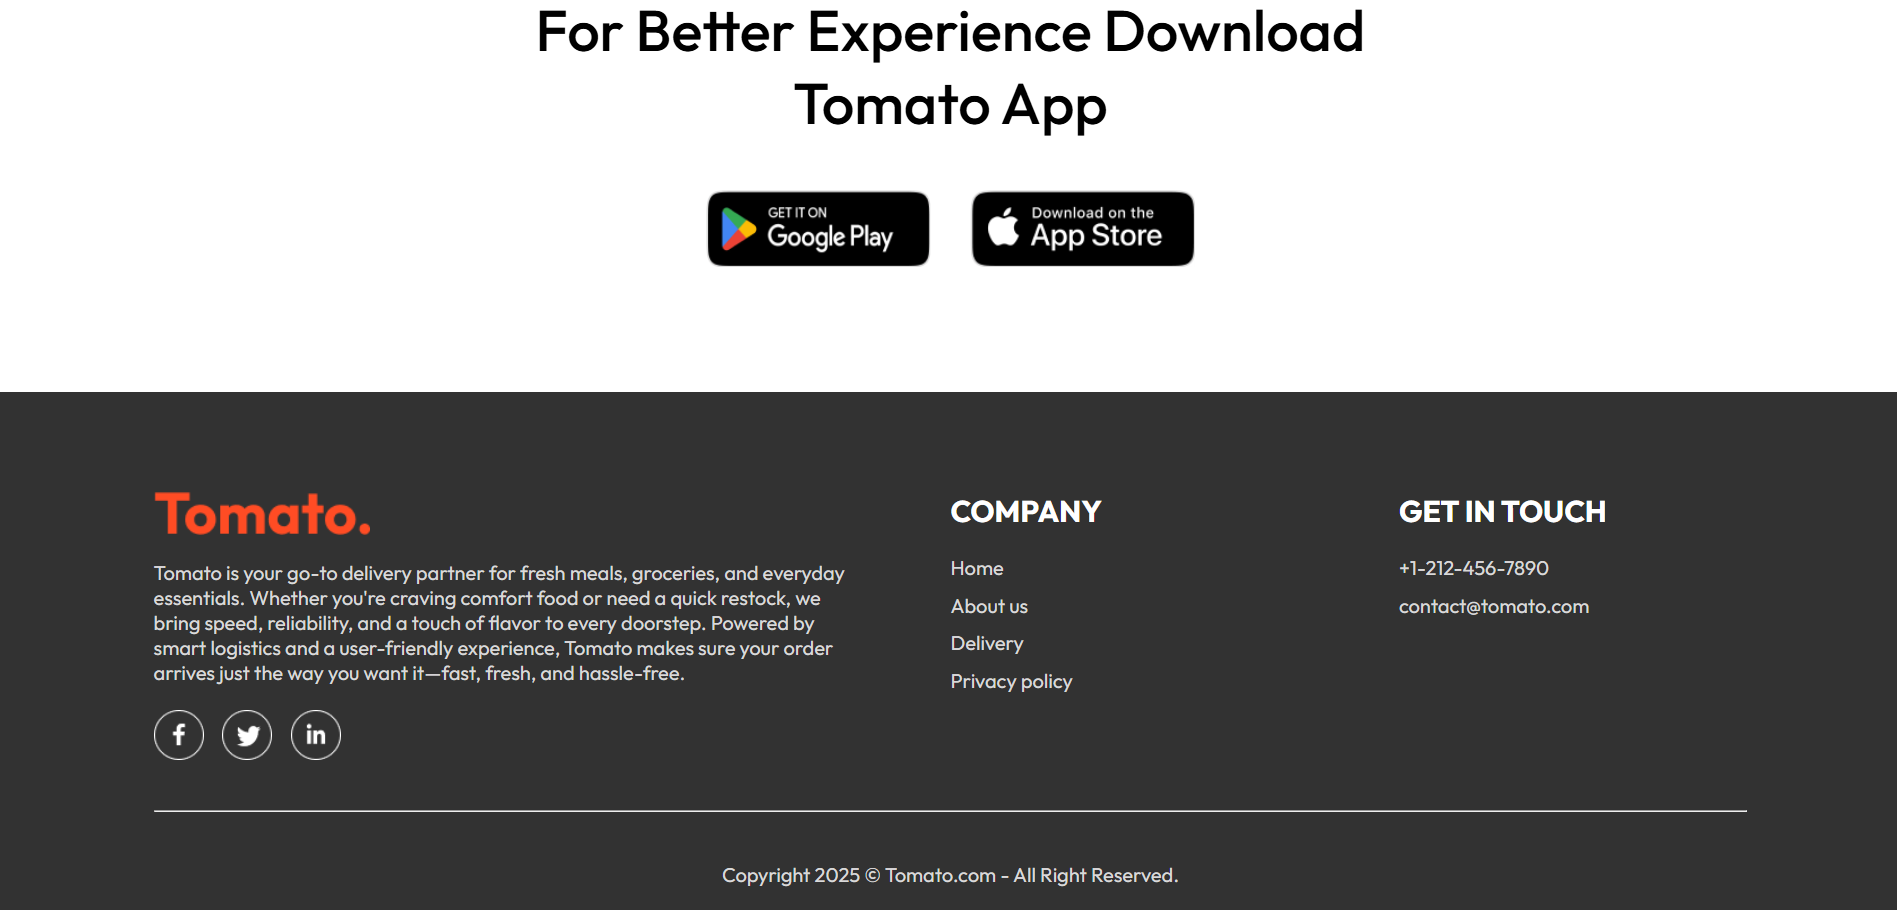 For Better Experience Download
Tomato App
GET IT ON
Google Play
Download on the
App Store
Tomato.
Tomato is your go-to delivery partner for fresh meals, groceries, and everyday
essentials. Whether you're craving comfort food or need a quick restock, we
bring speed, reliability, and a touch of flavor to every doorstep. Powered by
smart logistics and a user-friendly experience, Tomato makes sure your order
arrives just the way you want it—fast, fresh, and hassle-free.
COMPANY
Home
About us
Delivery
Privacy policy
GET IN TOUCH
+1-212-456-7890
contact@tomato.com
Copyright 2025 © Tomato.com - All Right Reserved.